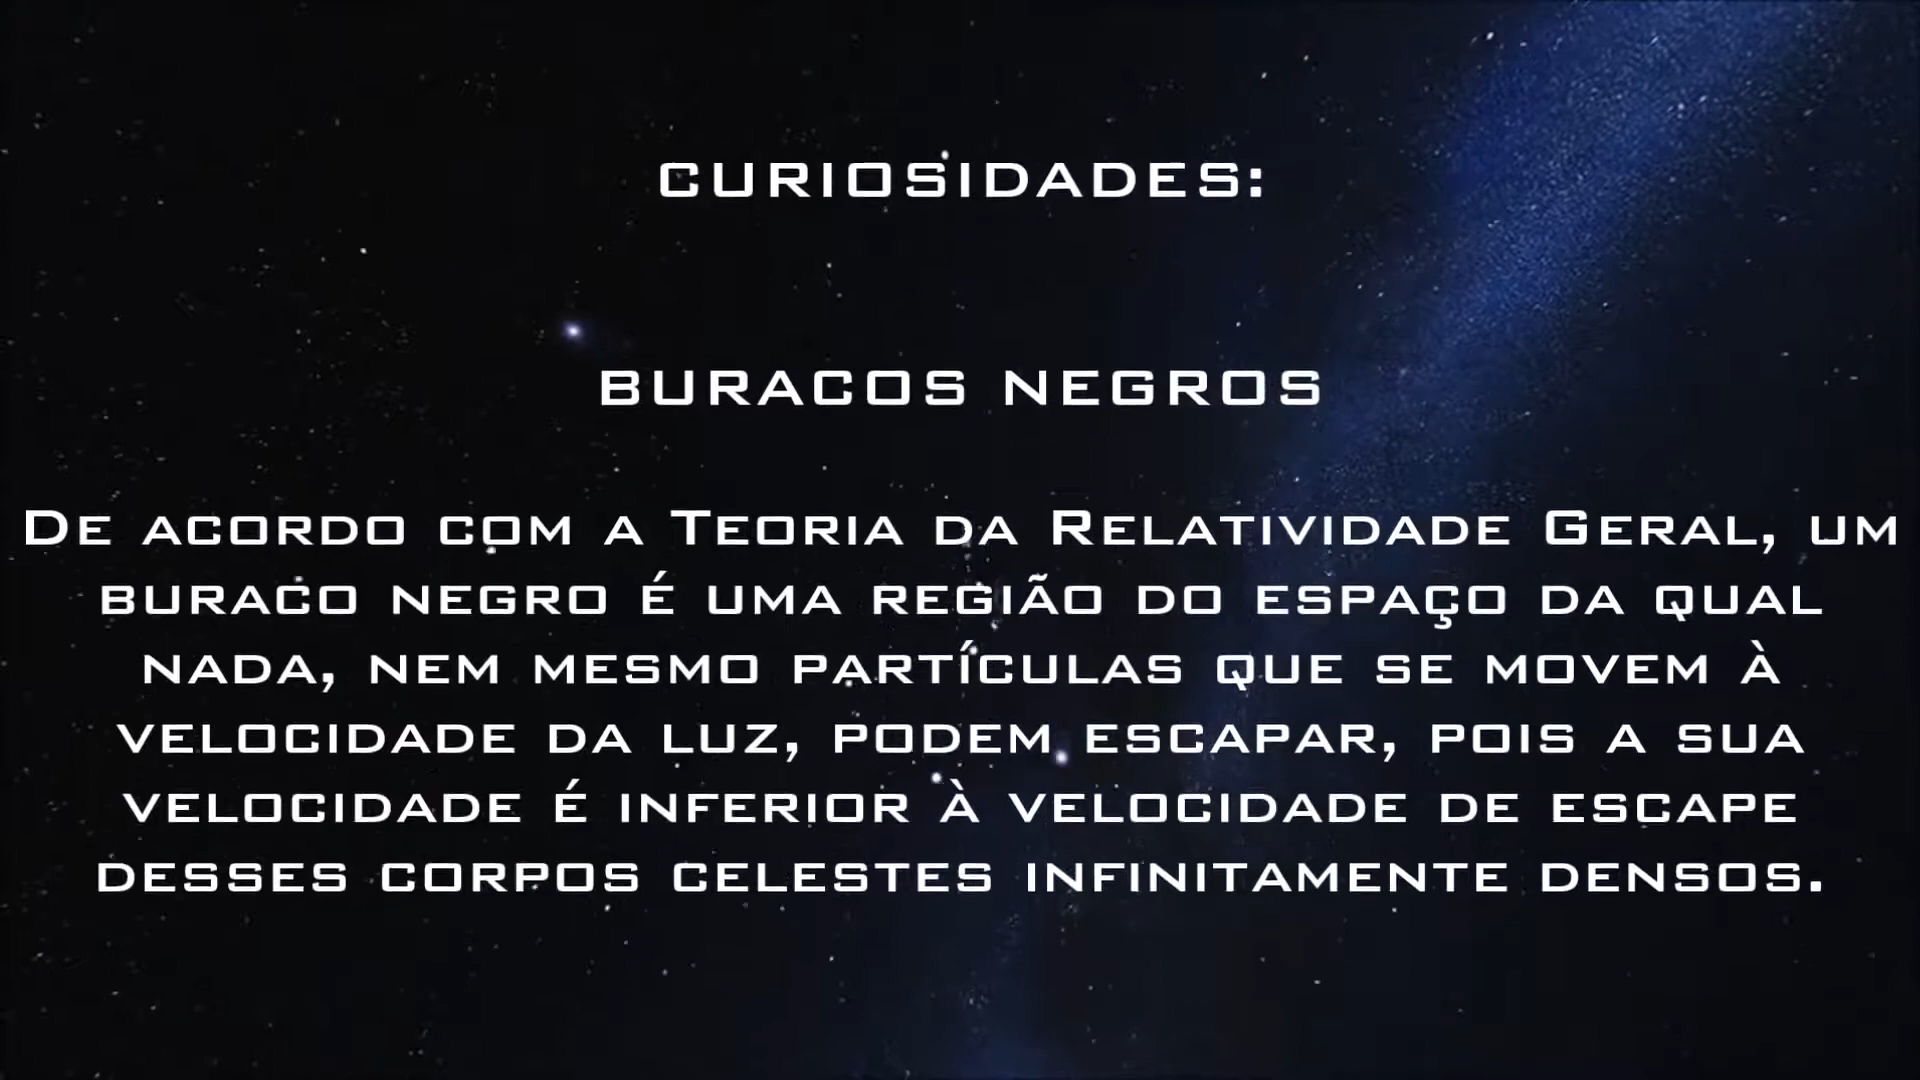 CURIOSIDADES:
BURACOS NEGROS
DE ACORDO COM A TEORIA DA RELATIVIDADE GERAL, UM
BURACO NEGRO É UMA REGIÃO DO ESPAÇO DA QUAL
NADA, NEM MESMO PARTÍCULAS QUE SE MOVEM À
VELOCIDADE DA LUZ, PODEM ESCAPAR, POIS A SUA
VELOCIDADE É INFERIOR À VELOCIDADE DE ESCAPE
DESSES CORPOS CELESTES INFINITAMENTE DENSOS.